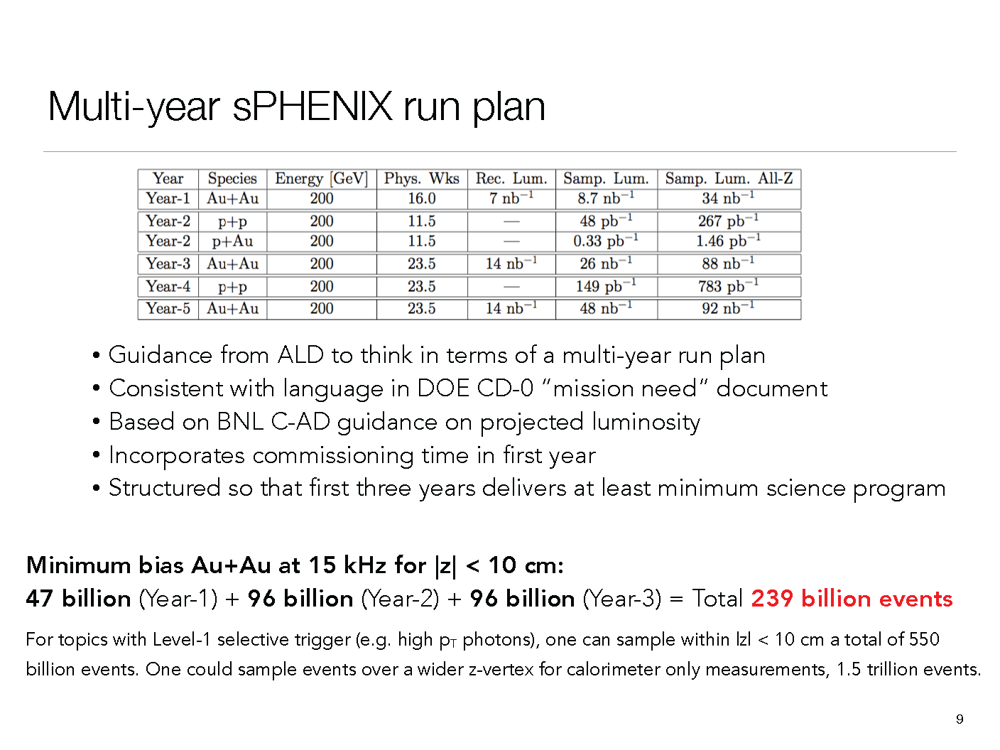 Multi-year sPHENIX run plan
Year Species Energy [GeV] Phys. Wks Rec. Lum. Samp. Lum. Samp. Lum. All-Z
Year-1 Au+Au 200 16.0 7 nb⁻¹ 8.7 nb⁻¹ 34 nb⁻¹
Year-2 p+p 200 11.5 — 48 pb⁻¹ 267 pb⁻¹
Year-2 p+Au 200 11.5 — 0.33 pb⁻¹ 1.46 pb⁻¹
Year-3 Au+Au 200 23.5 14 nb⁻¹ 26 nb⁻¹ 88 nb⁻¹
Year-4 p+p 200 23.5 — 149 pb⁻¹ 783 pb⁻¹
Year-5 Au+Au 200 23.5 14 nb⁻¹ 48 nb⁻¹ 92 nb⁻¹
• Guidance from ALD to think in terms of a multi-year run plan
• Consistent with language in DOE CD-0 “mission need” document
• Based on BNL C-AD guidance on projected luminosity
• Incorporates commissioning time in first year
• Structured so that first three years delivers at least minimum science program
Minimum bias Au+Au at 15 kHz for |z| < 10 cm:
47 billion (Year-1) + 96 billion (Year-2) + 96 billion (Year-3) = Total 239 billion events
For topics with Level-1 selective trigger (e.g. high pT photons), one can sample within |z| < 10 cm a total of 550
billion events. One could sample events over a wider z-vertex for calorimeter only measurements, 1.5 trillion events.
9